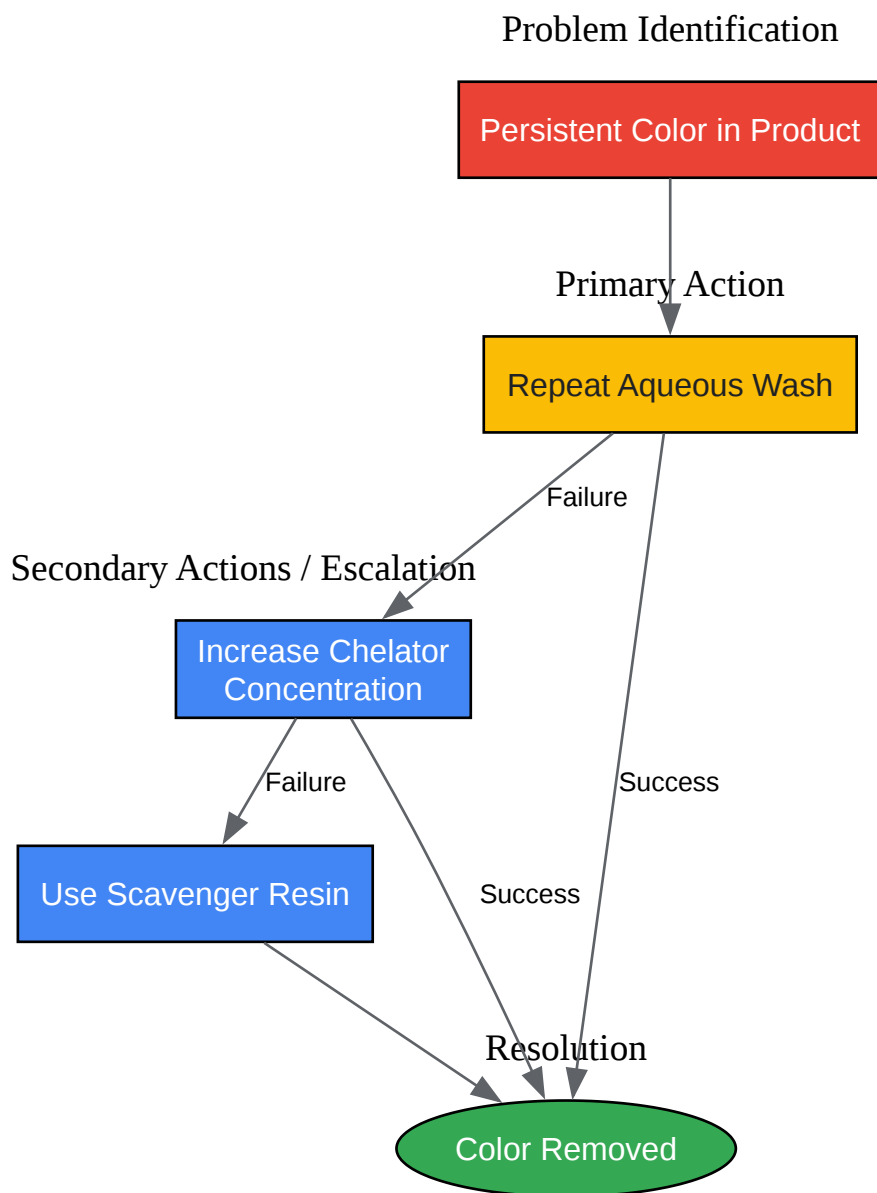 Problem Identification
Persistent Color in Product
Primary Action
Repeat Aqueous Wash
Failure
Secondary Actions / Escalation
Increase Chelator
Concentration
Failure
Success
Use Scavenger Resin
Success
Resolution
Color Removed